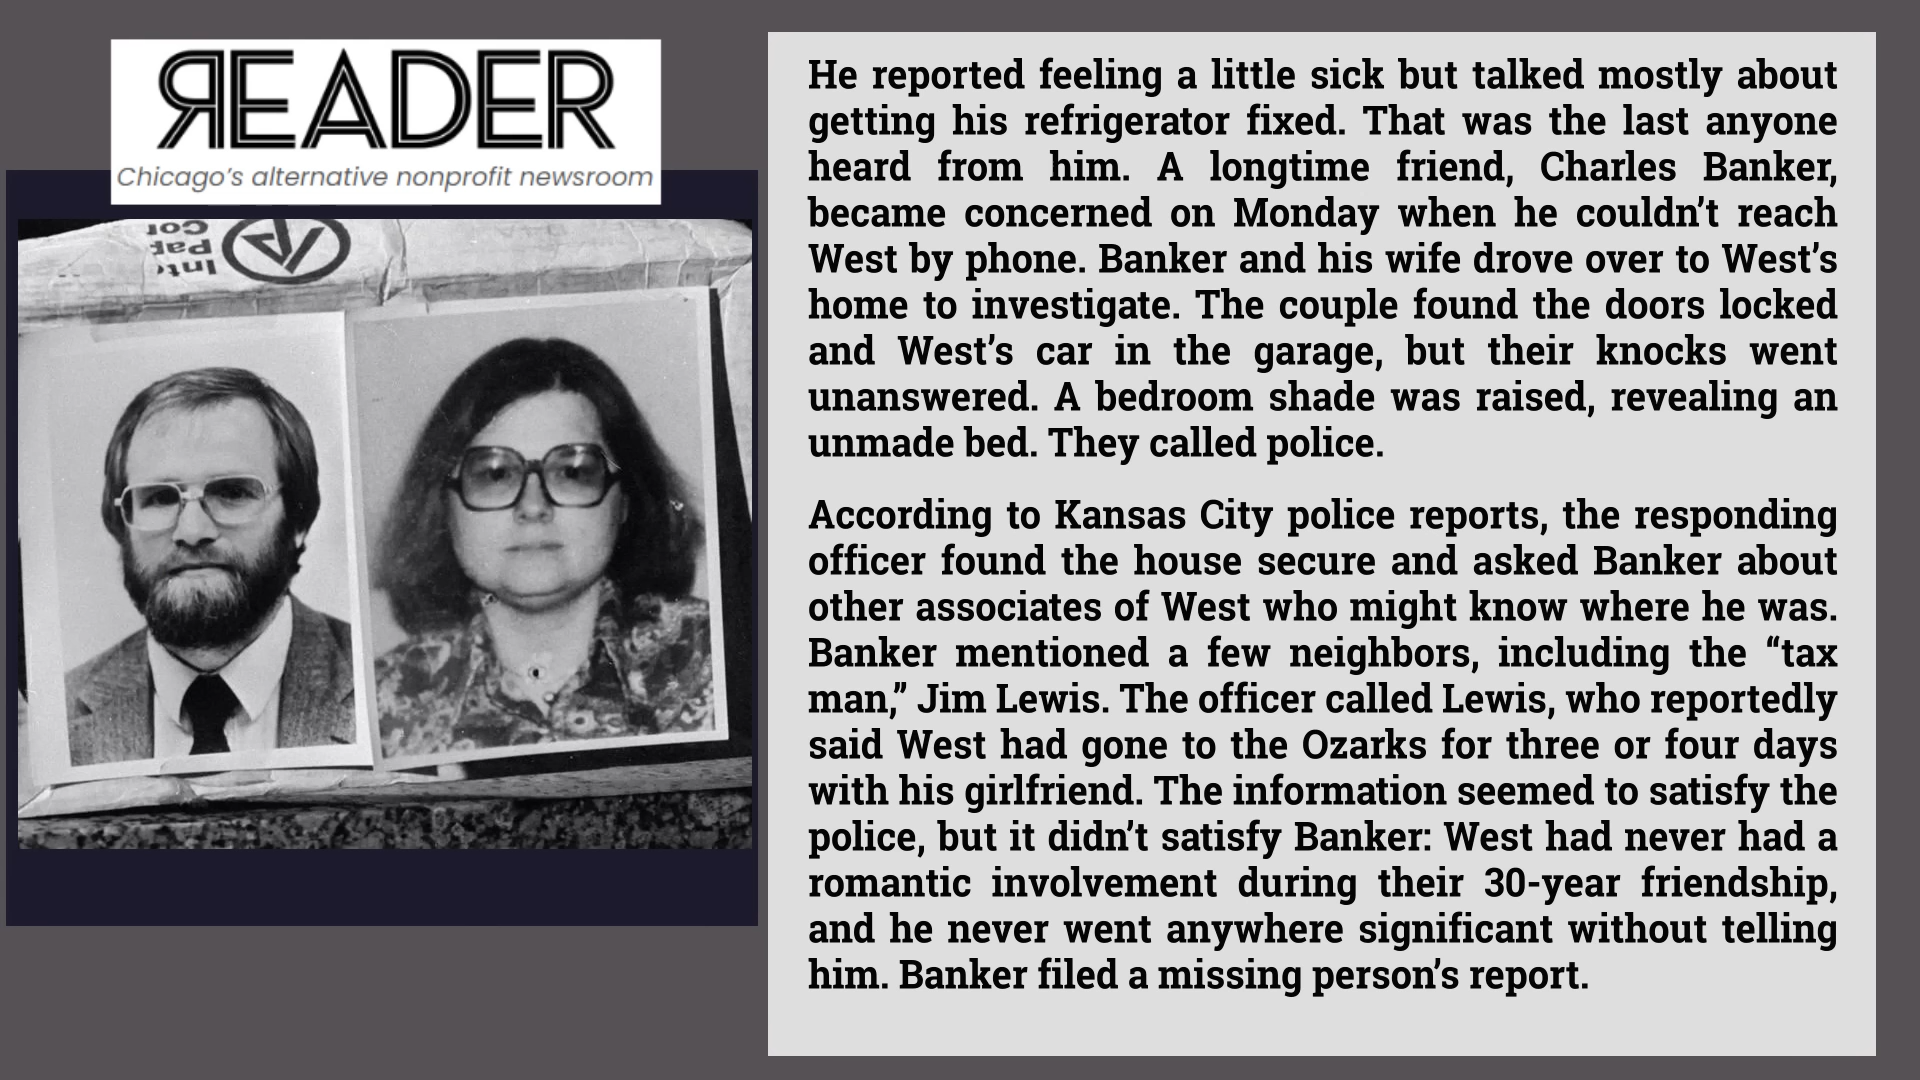 READER
Chicago's alternative nonprofit newsroom
He reported feeling a little sick but talked mostly about
getting his refrigerator fixed. That was the last anyone
heard from him. A longtime friend, Charles Banker,
became concerned on Monday when he couldn’t reach
West by phone. Banker and his wife drove over to West’s
home to investigate. The couple found the doors locked
and West’s car in the garage, but their knocks went
unanswered. A bedroom shade was raised, revealing an
unmade bed. They called police.
According to Kansas City police reports, the responding
officer found the house secure and asked Banker about
other associates of West who might know where he was.
Banker mentioned a few neighbors, including the “tax
man,” Jim Lewis. The officer called Lewis, who reportedly
said West had gone to the Ozarks for three or four days
with his girlfriend. The information seemed to satisfy the
police, but it didn’t satisfy Banker: West had never had a
romantic involvement during their 30-year friendship,
and he never went anywhere significant without telling
him. Banker filed a missing person’s report.